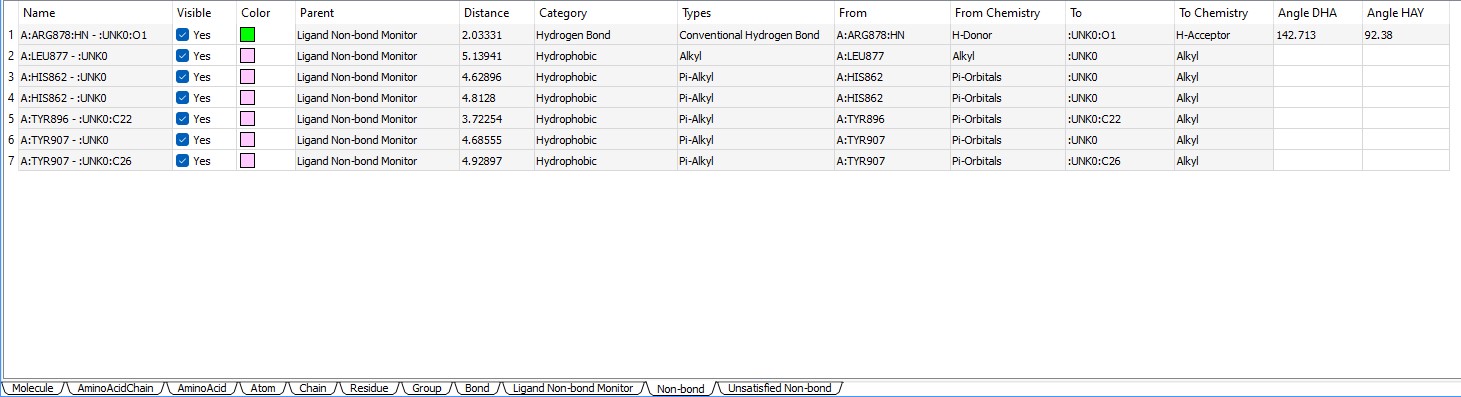 Name Visible Color Parent Distance Category Types From From Chemistry To To Chemistry Angle DHA Angle HAY
1 A:ARG878:HN - :UNK0:O1 Yes Ligand Non-bond Monitor 2.03331 Hydrogen Bond Conventional Hydrogen Bond A:ARG878:HN H-Donor :UNK0:O1 H-Acceptor 142.713 92.38
2 A:LEU877 - :UNK0 Yes Ligand Non-bond Monitor 5.13941 Hydrophobic Alkyl A:LEU877 Alkyl :UNK0 Alkyl
3 A:HIS862 - :UNK0 Yes Ligand Non-bond Monitor 4.62896 Hydrophobic Pi-Alkyl A:HIS862 Pi-Orbitals :UNK0 Alkyl
4 A:HIS862 - :UNK0 Yes Ligand Non-bond Monitor 4.8128 Hydrophobic Pi-Alkyl A:HIS862 Pi-Orbitals :UNK0 Alkyl
5 A:TYR896 - :UNK0:C22 Yes Ligand Non-bond Monitor 3.72254 Hydrophobic Pi-Alkyl A:TYR896 Pi-Orbitals :UNK0:C22 Alkyl
6 A:TYR907 - :UNK0 Yes Ligand Non-bond Monitor 4.68555 Hydrophobic Pi-Alkyl A:TYR907 Pi-Orbitals :UNK0 Alkyl
7 A:TYR907 - :UNK0:C26 Yes Ligand Non-bond Monitor 4.92897 Hydrophobic Pi-Alkyl A:TYR907 Pi-Orbitals :UNK0:C26 Alkyl
Molecule AminoAcidChain AminoAcid Atom Chain Residue Group Bond Ligand Non-bond Monitor Non-bond Unsatisfied Non-bond